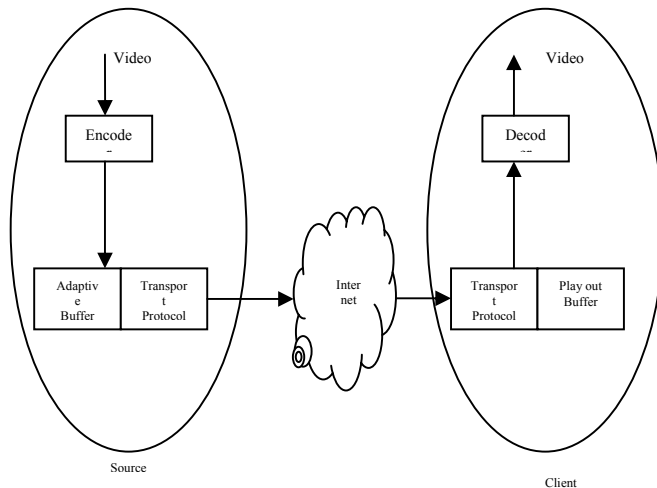 Video
Video
Encode
Decod
Adaptiv
e
Buffer
Transpor
t
Protocol
Inter
net
Transpor
t
Protocol
Play out
Buffer
Source
Client